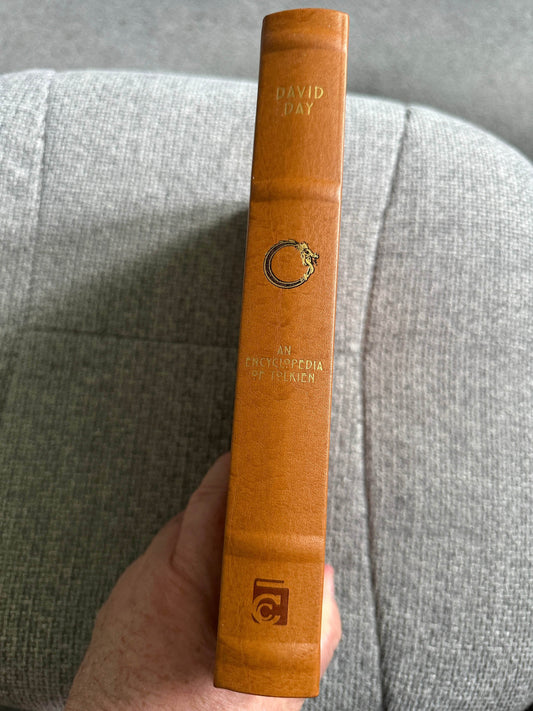 DAVID
DAY
AN
ENCYCLOPEDIA
OF TOLKIEN
C